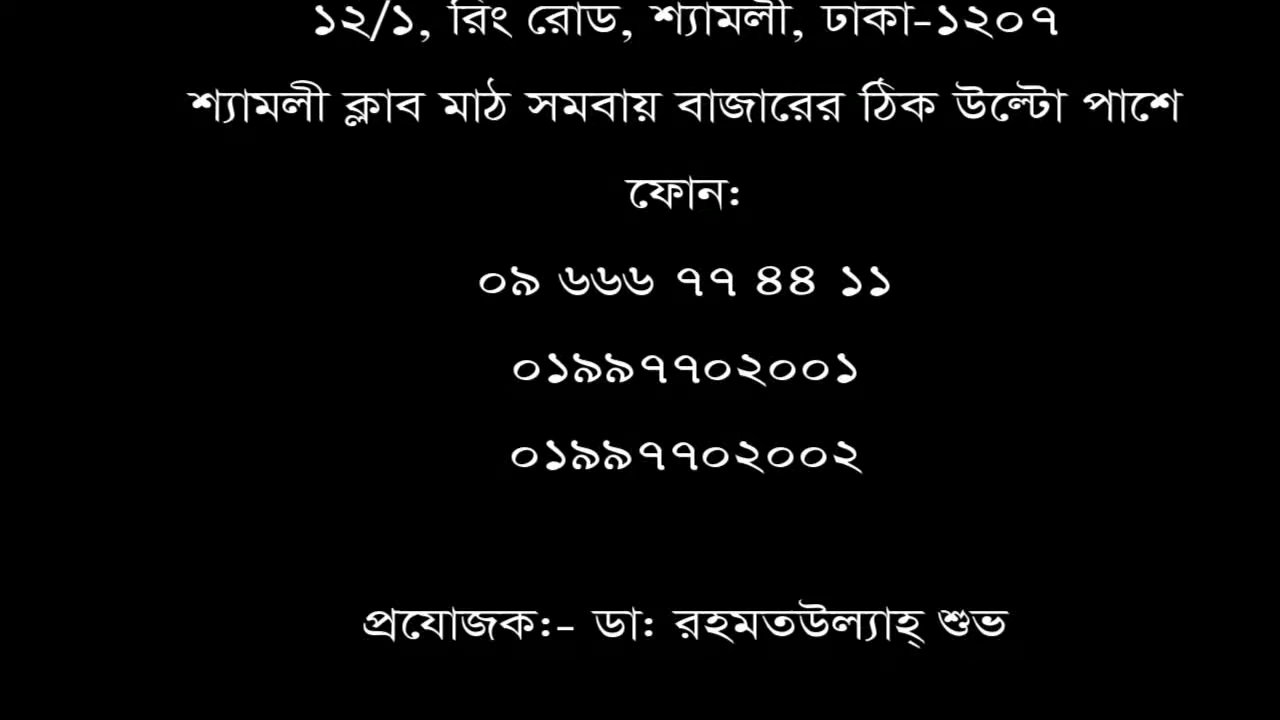 ১২/১, রিং রোড, শ্যামলী, ঢাকা-১২০৭
শ্যামলী ক্লাব মাঠ সমবায় বাজারের ঠিক উল্টো পাশে
ফোন:
০৯ ৬৬৬ ৭৭ ৪৪ ১১
০১৯৯৭৭০২০০১
০১৯৯৭৭০২০০২
প্রযোজক:- ডা: রহমতউল্যাহ্ শুভ